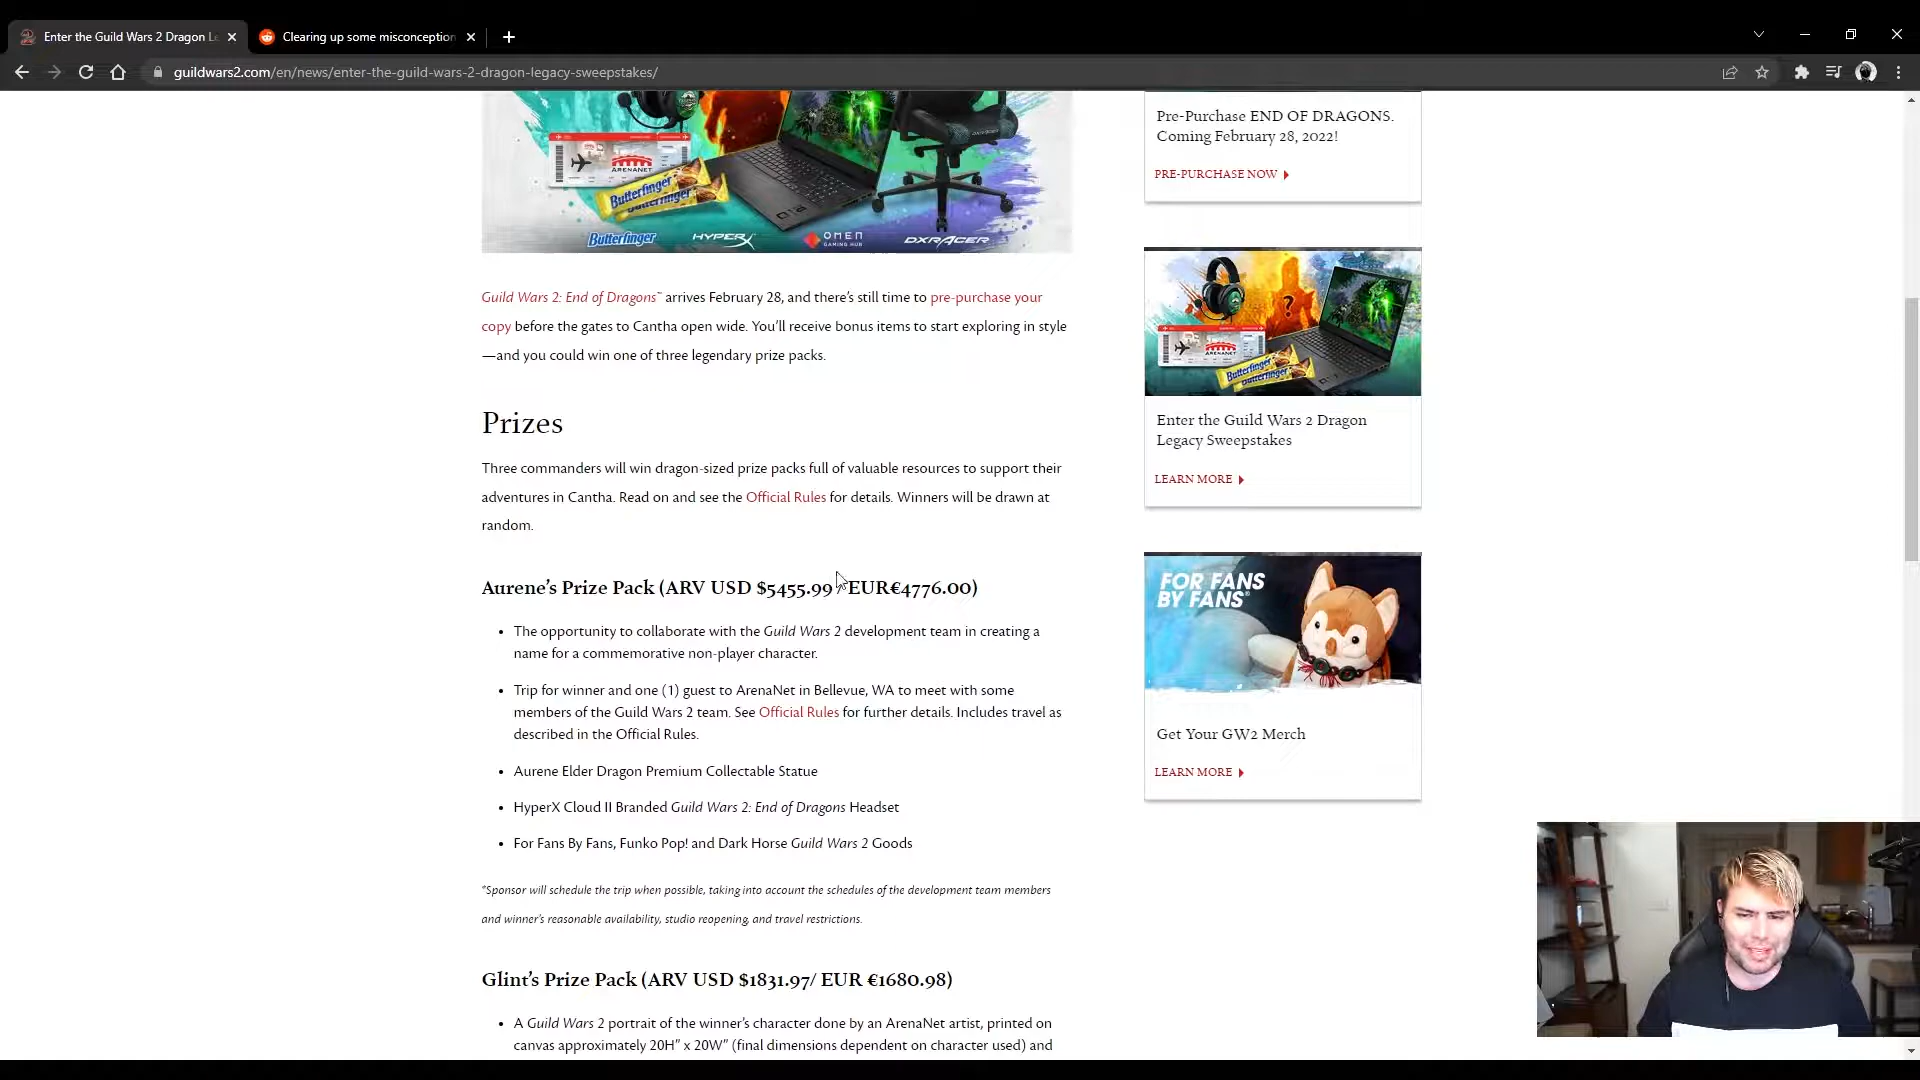 Enter the Guild Wars 2 Dragon Le
Clearing up some misconception
guildwars2.com/en/news/enter-the-guild-wars-2-dragon-legacy-sweepstakes/
ARENANET
Butterfinger
Butterfinger
Butterfinger HYPERX OMEN GAMING HUB DXRACER
Guild Wars 2: End of Dragons™ arrives February 28, and there’s still time to pre-purchase your
copy before the gates to Cantha open wide. You’ll receive bonus items to start exploring in style
—and you could win one of three legendary prize packs.
Prizes
Three commanders will win dragon-sized prize packs full of valuable resources to support their
adventures in Cantha. Read on and see the Official Rules for details. Winners will be drawn at
random.
Aurene’s Prize Pack (ARV USD $5455.99 / EUR€4776.00)
• The opportunity to collaborate with the Guild Wars 2 development team in creating a
name for a commemorative non-player character.
• Trip for winner and one (1) guest to ArenaNet in Bellevue, WA to meet with some
members of the Guild Wars 2 team. See Official Rules for further details. Includes travel as
described in the Official Rules.
• Aurene Elder Dragon Premium Collectable Statue
• HyperX Cloud II Branded Guild Wars 2: End of Dragons Headset
• For Fans By Fans, Funko Pop! and Dark Horse Guild Wars 2 Goods
*Sponsor will schedule the trip when possible, taking into account the schedules of the development team members
and winner’s reasonable availability, studio reopening, and travel restrictions.
Glint’s Prize Pack (ARV USD $1831.97/ EUR €1680.98)
• A Guild Wars 2 portrait of the winner’s character done by an ArenaNet artist, printed on
canvas approximately 20H” x 20W” (final dimensions dependent on character used) and
Pre-Purchase END OF DRAGONS.
Coming February 28, 2022!
PRE-PURCHASE NOW
ARENANET
Butterfinger
Butterfinger
Enter the Guild Wars 2 Dragon
Legacy Sweepstakes
LEARN MORE
FOR FANS
BY FANS®
Get Your GW2 Merch
LEARN MORE